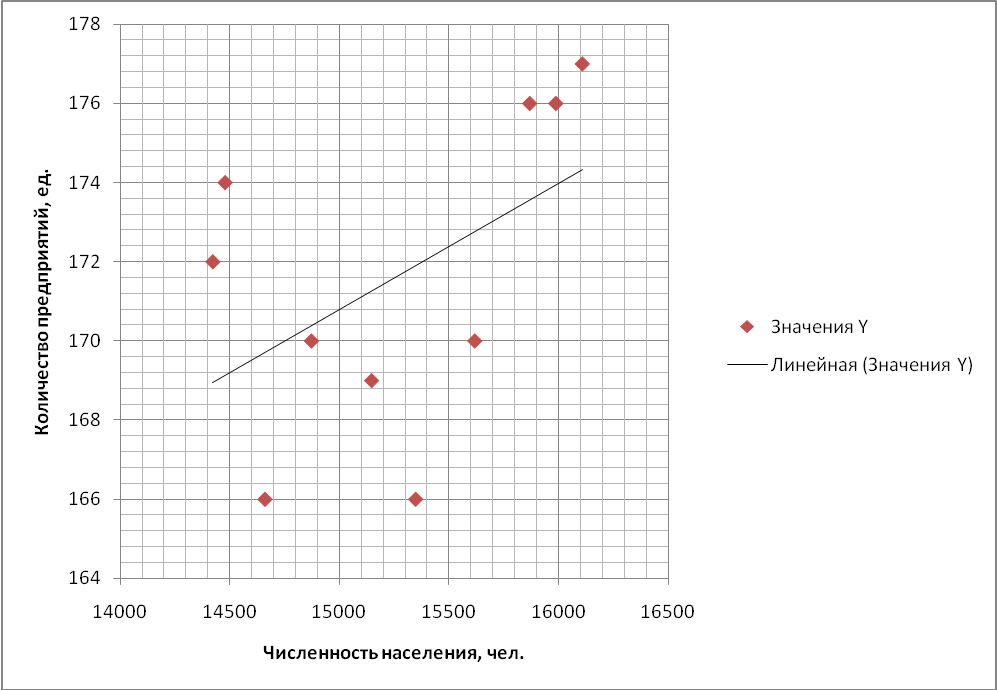 178
176
174
172
170
168
166
164
Количество предприятий, ед.
14000 14500 15000 15500 16000 16500
Численность населения, чел.
Значения Y
Линейная (Значения Y)